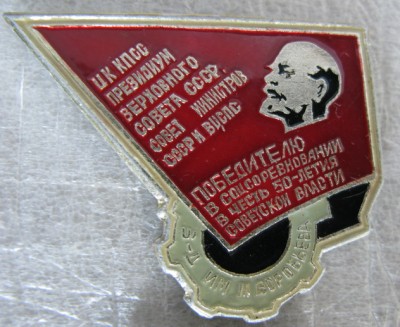 ЦК КПСС
ПРЕЗИДИУМ
ВЕРХОВНОГО
СОВЕТА СССР,
СОВЕТ МИНИСТРОВ
СССР И ВЦСПС
ПОБЕДИТЕЛЮ
В СОЦСОРЕВНОВАНИИ
В ЧЕСТЬ 50-ЛЕТИЯ
СОВЕТСКОЙ ВЛАСТИ